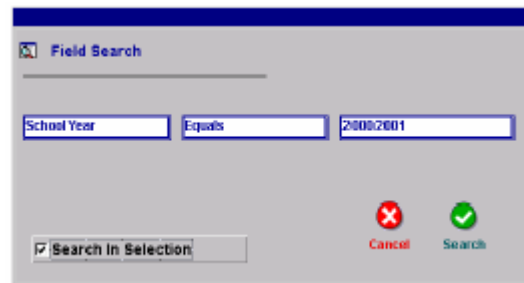 Field Search
School Year Equals 2000/2001
Cancel Search
Search In Selection